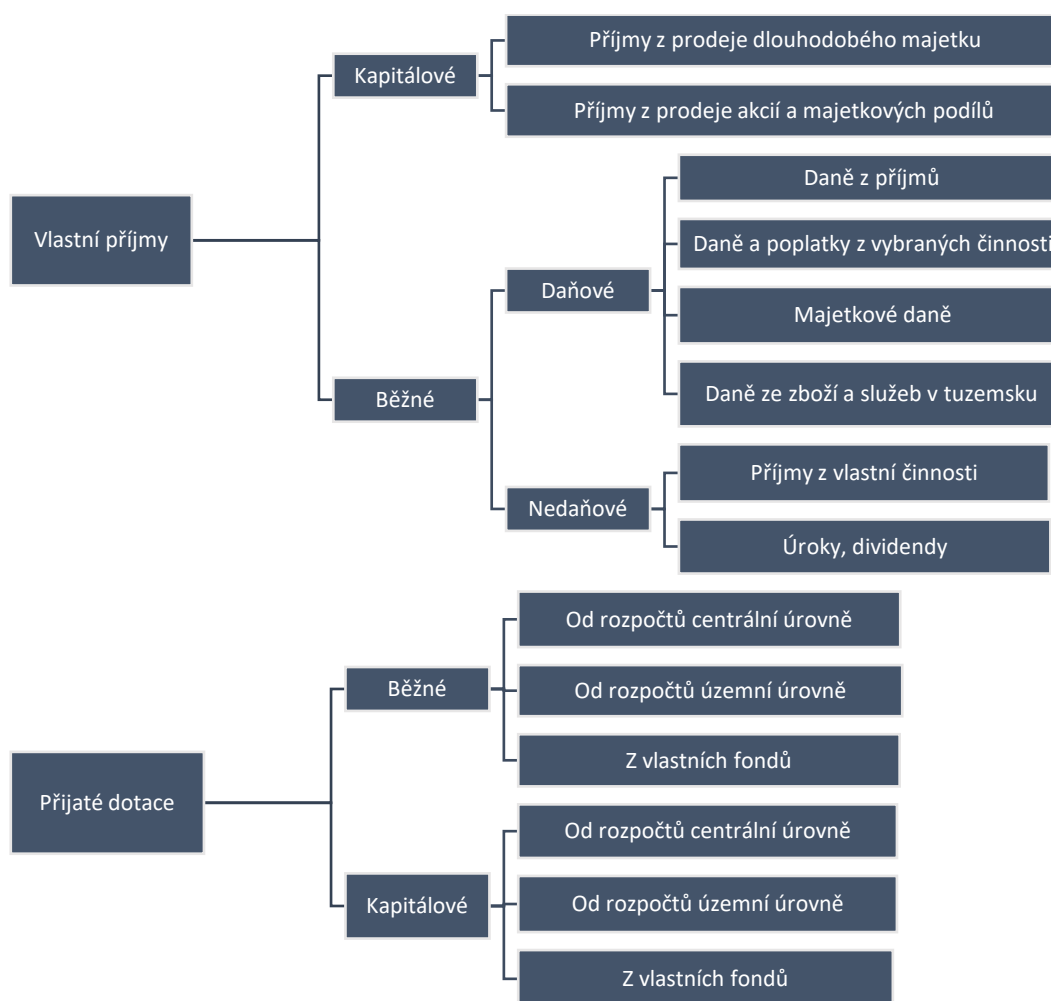 Vlastní příjmy
Kapitálové
Příjmy z prodeje dlouhodobého majetku
Příjmy z prodeje akcií a majetkových podílů
Běžné
Daňové
Daně z příjmů
Daně a poplatky z vybraných činnosti
Majetkové daně
Daně ze zboží a služeb v tuzemsku
Nedaňové
Příjmy z vlastní činnosti
Úroky, dividendy
Přijaté dotace
Běžné
Od rozpočtů centrální úrovně
Od rozpočtů územní úrovně
Z vlastních fondů
Kapitálové
Od rozpočtů centrální úrovně
Od rozpočtů územní úrovně
Z vlastních fondů